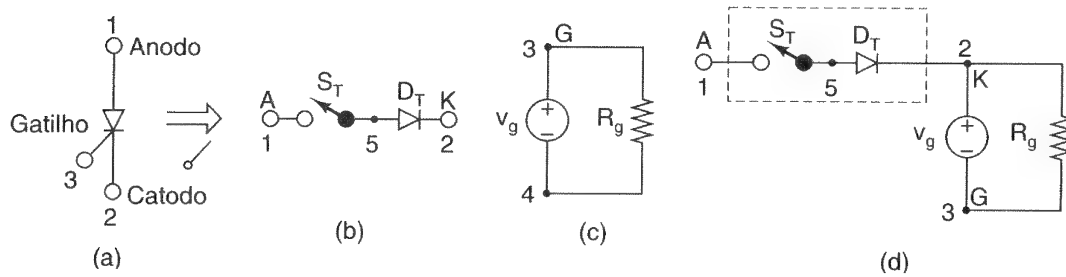 1
Anodo
Gatilho
3
2
Catodo
(a)
A
S_T
D_T
K
1
5
2
(b)
3
G
v_g
+
−
R_g
4
(c)
A
S_T
D_T
2
1
5
K
v_g
+
−
R_g
3
G
(d)